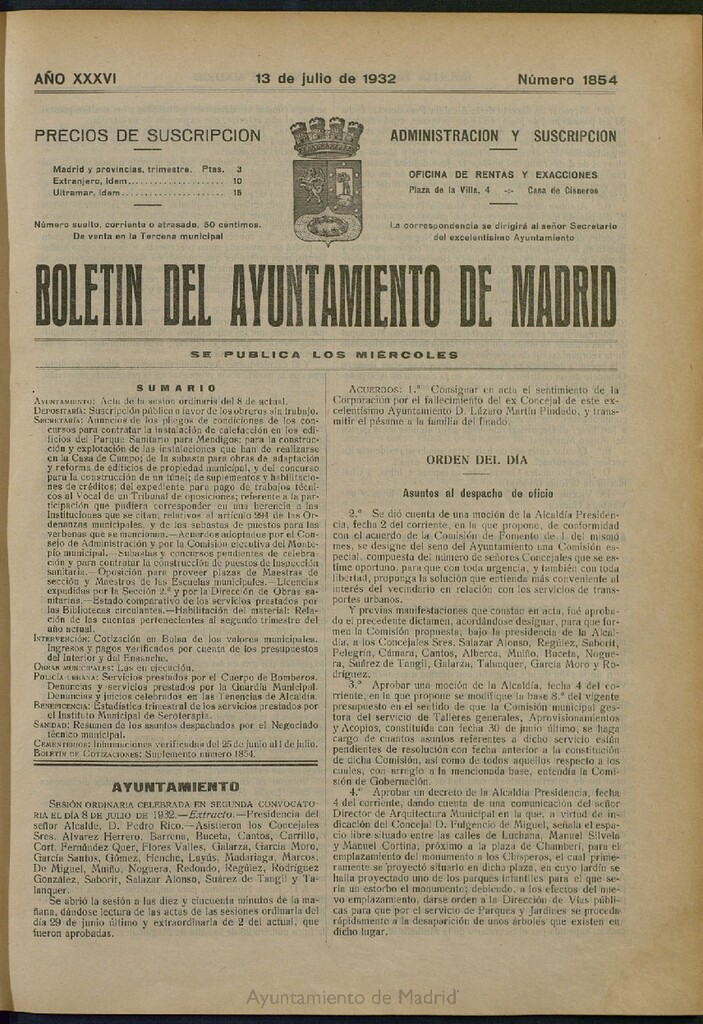 AÑO XXXVI
13 de julio de 1932
Número 1854
PRECIOS DE SUSCRIPCION
Madrid y provincias, trimestre. Ptas. 3
Extranjero, ídem.................... 10
Ultramar, ídem...................... 15
Número suelto, corriente o atrasado, 50 céntimos.
De venta en la Tercena municipal
ADMINISTRACION Y SUSCRIPCION
OFICINA DE RENTAS Y EXACCIONES
Plaza de la Villa, 4 -:- Casa de Cisneros
La correspondencia se dirigirá al señor Secretario
del excelentísimo Ayuntamiento
BOLETIN DEL AYUNTAMIENTO DE MADRID
SE PUBLICA LOS MIERCOLES
SUMARIO
AYUNTAMIENTO: Acta de la sesión ordinaria del 8 de actual.
DEPOSITARÍA: Suscripción pública a favor de los obreros sin trabajo.
SECRETARÍA: Anuncios de los pliegos de condiciones de los con-
cursos para contratar la instalación de calefacción en los edi-
ficios del Parque Sanitario para Mendigos; para la construc-
ción y explotación de las instalaciones que han de realizarse
en la Casa de Campo; de la subasta para obras de adaptación
y reforma de edificios de propiedad municipal, y del concurso
para la construcción de un túnel; de suplementos y habilitacio-
nes de créditos; del expediente para pago de trabajos técni-
cos al Vocal de un Tribunal de oposiciones; referente a la par-
ticipación que pudiera corresponder en una herencia a las
Instituciones que se citan; relativos al artículo 294 de las Or-
denanzas municipales, y de las subastas de puestos para las
verbenas que se mencionan.—Acuerdos adoptados por el Con-
sejo de Administración y por la Comisión ejecutiva del Monte-
pío municipal.—Subastas y concursos pendientes de celebra-
ción y para contratar la construcción de puestos de Inspección
sanitaria.—Oposición para proveer plazas de Maestras de
sección y Maestros de las Escuelas municipales.—Licencias
expedidas por la Sección 2.ª y por la Dirección de Obras sa-
nitarias.—Estado comparativo de los servicios prestados por
las Bibliotecas circulantes.—Habilitación del material: Rela-
ción de las cuentas pertenecientes al segundo trimestre del
año actual.
INTERVENCIÓN: Cotización en Bolsa de los valores municipales.
Ingresos y pagos verificados por cuenta de los presupuestos
del Interior y del Ensanche.
OBRAS MUNICIPALES: Las en ejecución.
POLICÍA URBANA: Servicios prestados por el Cuerpo de Bomberos.
Denuncias y servicios prestados por la Guardia Municipal.
Denuncias y juicios celebrados en las Tenencias de Alcaldía.
BENEFICENCIA: Estadística trimestral de los servicios prestados por
el Instituto Municipal de Seroterapia.
SANIDAD: Resumen de los asuntos despachados por el Negociado
técnico municipal.
CEMENTERIOS: Inhumaciones verificadas del 25 de junio al 1 de julio.
BOLETÍN DE COTIZACIONES: Suplemento número 1854.
AYUNTAMIENTO
SESIÓN ORDINARIA CELEBRADA EN SEGUNDA CONVOCATO-
RIA EL DÍA 8 DE JULIO DE 1932.—Extracto.—Presidencia del
señor Alcalde, D. Pedro Rico.—Asistieron los Concejales
Sres. Alvarez Herrero, Barrena, Buceta, Cantos, Carrillo,
Cort, Fernández Quer, Flores Valles, Galarza, García Moro,
García Santos, Gómez, Henche, Layús, Madariaga, Marcos,
De Miguel, Muiño, Noguera, Redondo, Regúlez, Rodríguez
González, Saborit, Salazar Alonso, Suárez de Tangil y Ta-
lanquer.
Se abrió la sesión a las diez y cincuenta minutos de la ma-
ñana, dándose lectura de las actas de las sesiones ordinaria del
día 29 de junio último y extraordinaria de 2 del actual, que
fueron aprobadas.
ACUERDOS: 1.º Consignar en acta el sentimiento de la
Corporación por el fallecimiento del ex Concejal de este ex-
celentísimo Ayuntamiento D. Lázaro Martín Pindado, y trans-
mitir el pésame a la familia del finado.
ORDEN DEL DÍA
Asuntos al despacho de oficio
2.º Se dió cuenta de una moción de la Alcaldía Presiden-
cia, fecha 2 del corriente, en la que propone, de conformidad
con el acuerdo de la Comisión de Fomento de 1 del mismo
mes, se designe del seno del Ayuntamiento una Comisión es-
pecial, compuesta del número de señores Concejales que se es-
time oportuno, para que con toda urgencia, y también con toda
libertad, proponga la solución que entienda más conveniente al
interés del vecindario en relación con los servicios de trans-
portes urbanos.
Y previas manifestaciones que constan en acta, fué aproba-
do el precedente dictamen, acordándose designar, para que for-
men la Comisión propuesta, bajo la presidencia de la Alcal-
día, a los Concejales Sres. Salazar Alonso, Regúlez, Saborit,
Pelegrín, Cámara, Cantos, Alberca, Muiño, Buceta, Nogue-
ra, Suárez de Tangil, Galarza, Talanquer, García Moro y Ro-
dríguez.
3.º Aprobar una moción de la Alcaldía, fecha 4 del co-
rriente, en la que propone se modifique la base 8.ª del vigente
presupuesto en el sentido de que la Comisión municipal ges-
tora del servicio de Talleres generales, Aprovisionamientos
y Acopios, constituída con fecha 30 de junio último, se haga
cargo de cuantos asuntos referentes a dicho servicio están
pendientes de resolución con fecha anterior a la constitución
de dicha Comisión, así como de todos aquellos respecto a los
cuales, con arreglo a la mencionada base, entendía la Comi-
sión de Gobernación.
4.º Aprobar un decreto de la Alcaldía Presidencia, fecha
4 del corriente, dando cuenta de una comunicación del señor
Director de Arquitectura Municipal en la que, a virtud de in-
dicación del Concejal D. Fulgencio de Miguel, señala el espa-
cio libre situado entre las calles de Luchana, Manuel Silvela
y Manuel Cortina, próximo a la plaza de Chamberí, para el
emplazamiento del monumento a los Chisperos, el cual prime-
ramente se proyectó situarlo en dicha plaza, en cuyo jardín se
halla proyectado uno de los parques infantiles para el que se-
ría un estorbo el monumento; debiendo, a los efectos del nue-
vo emplazamiento, darse orden a la Dirección de Vías públi-
cas para que por el servicio de Parques y Jardines se proceda
rápidamente a la desaparición de unos árboles que existen en
dicho lugar.
Ayuntamiento de Madrid